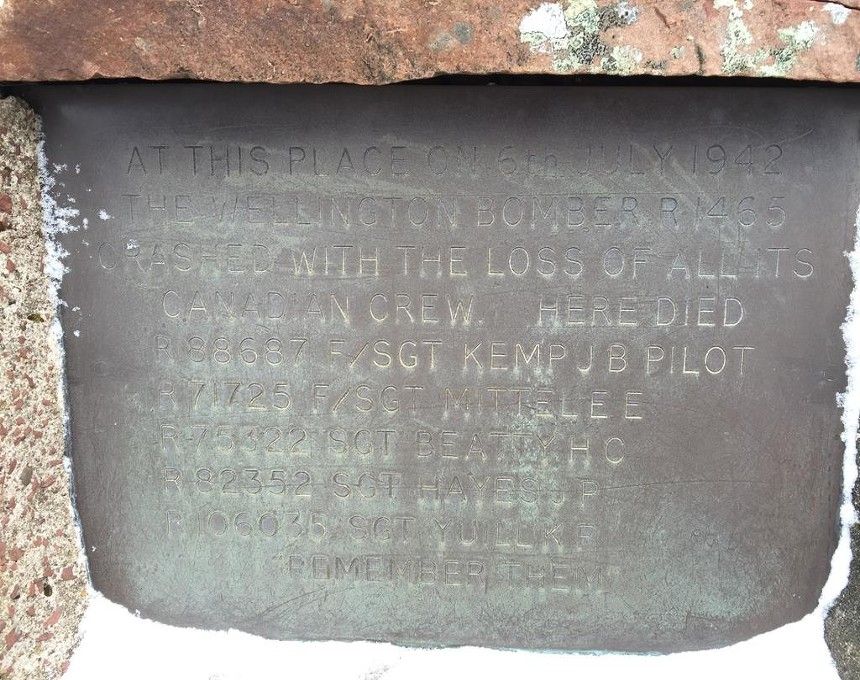 AT THIS PLACE ON 6TH JULY 1942
THE WELLINGTON BOMBER R1465
CRASHED WITH THE LOSS OF ALL ITS
CANADIAN CREW. HERE DIED
R 88687 F/SGT KEMP J B PILOT
R 71725 F/SGT MITTELE E E
R 75322 SGT BEATTY H C
R 82352 SGT HAYES J P
R 106035 SGT YUILL K P
REMEMBER THEM